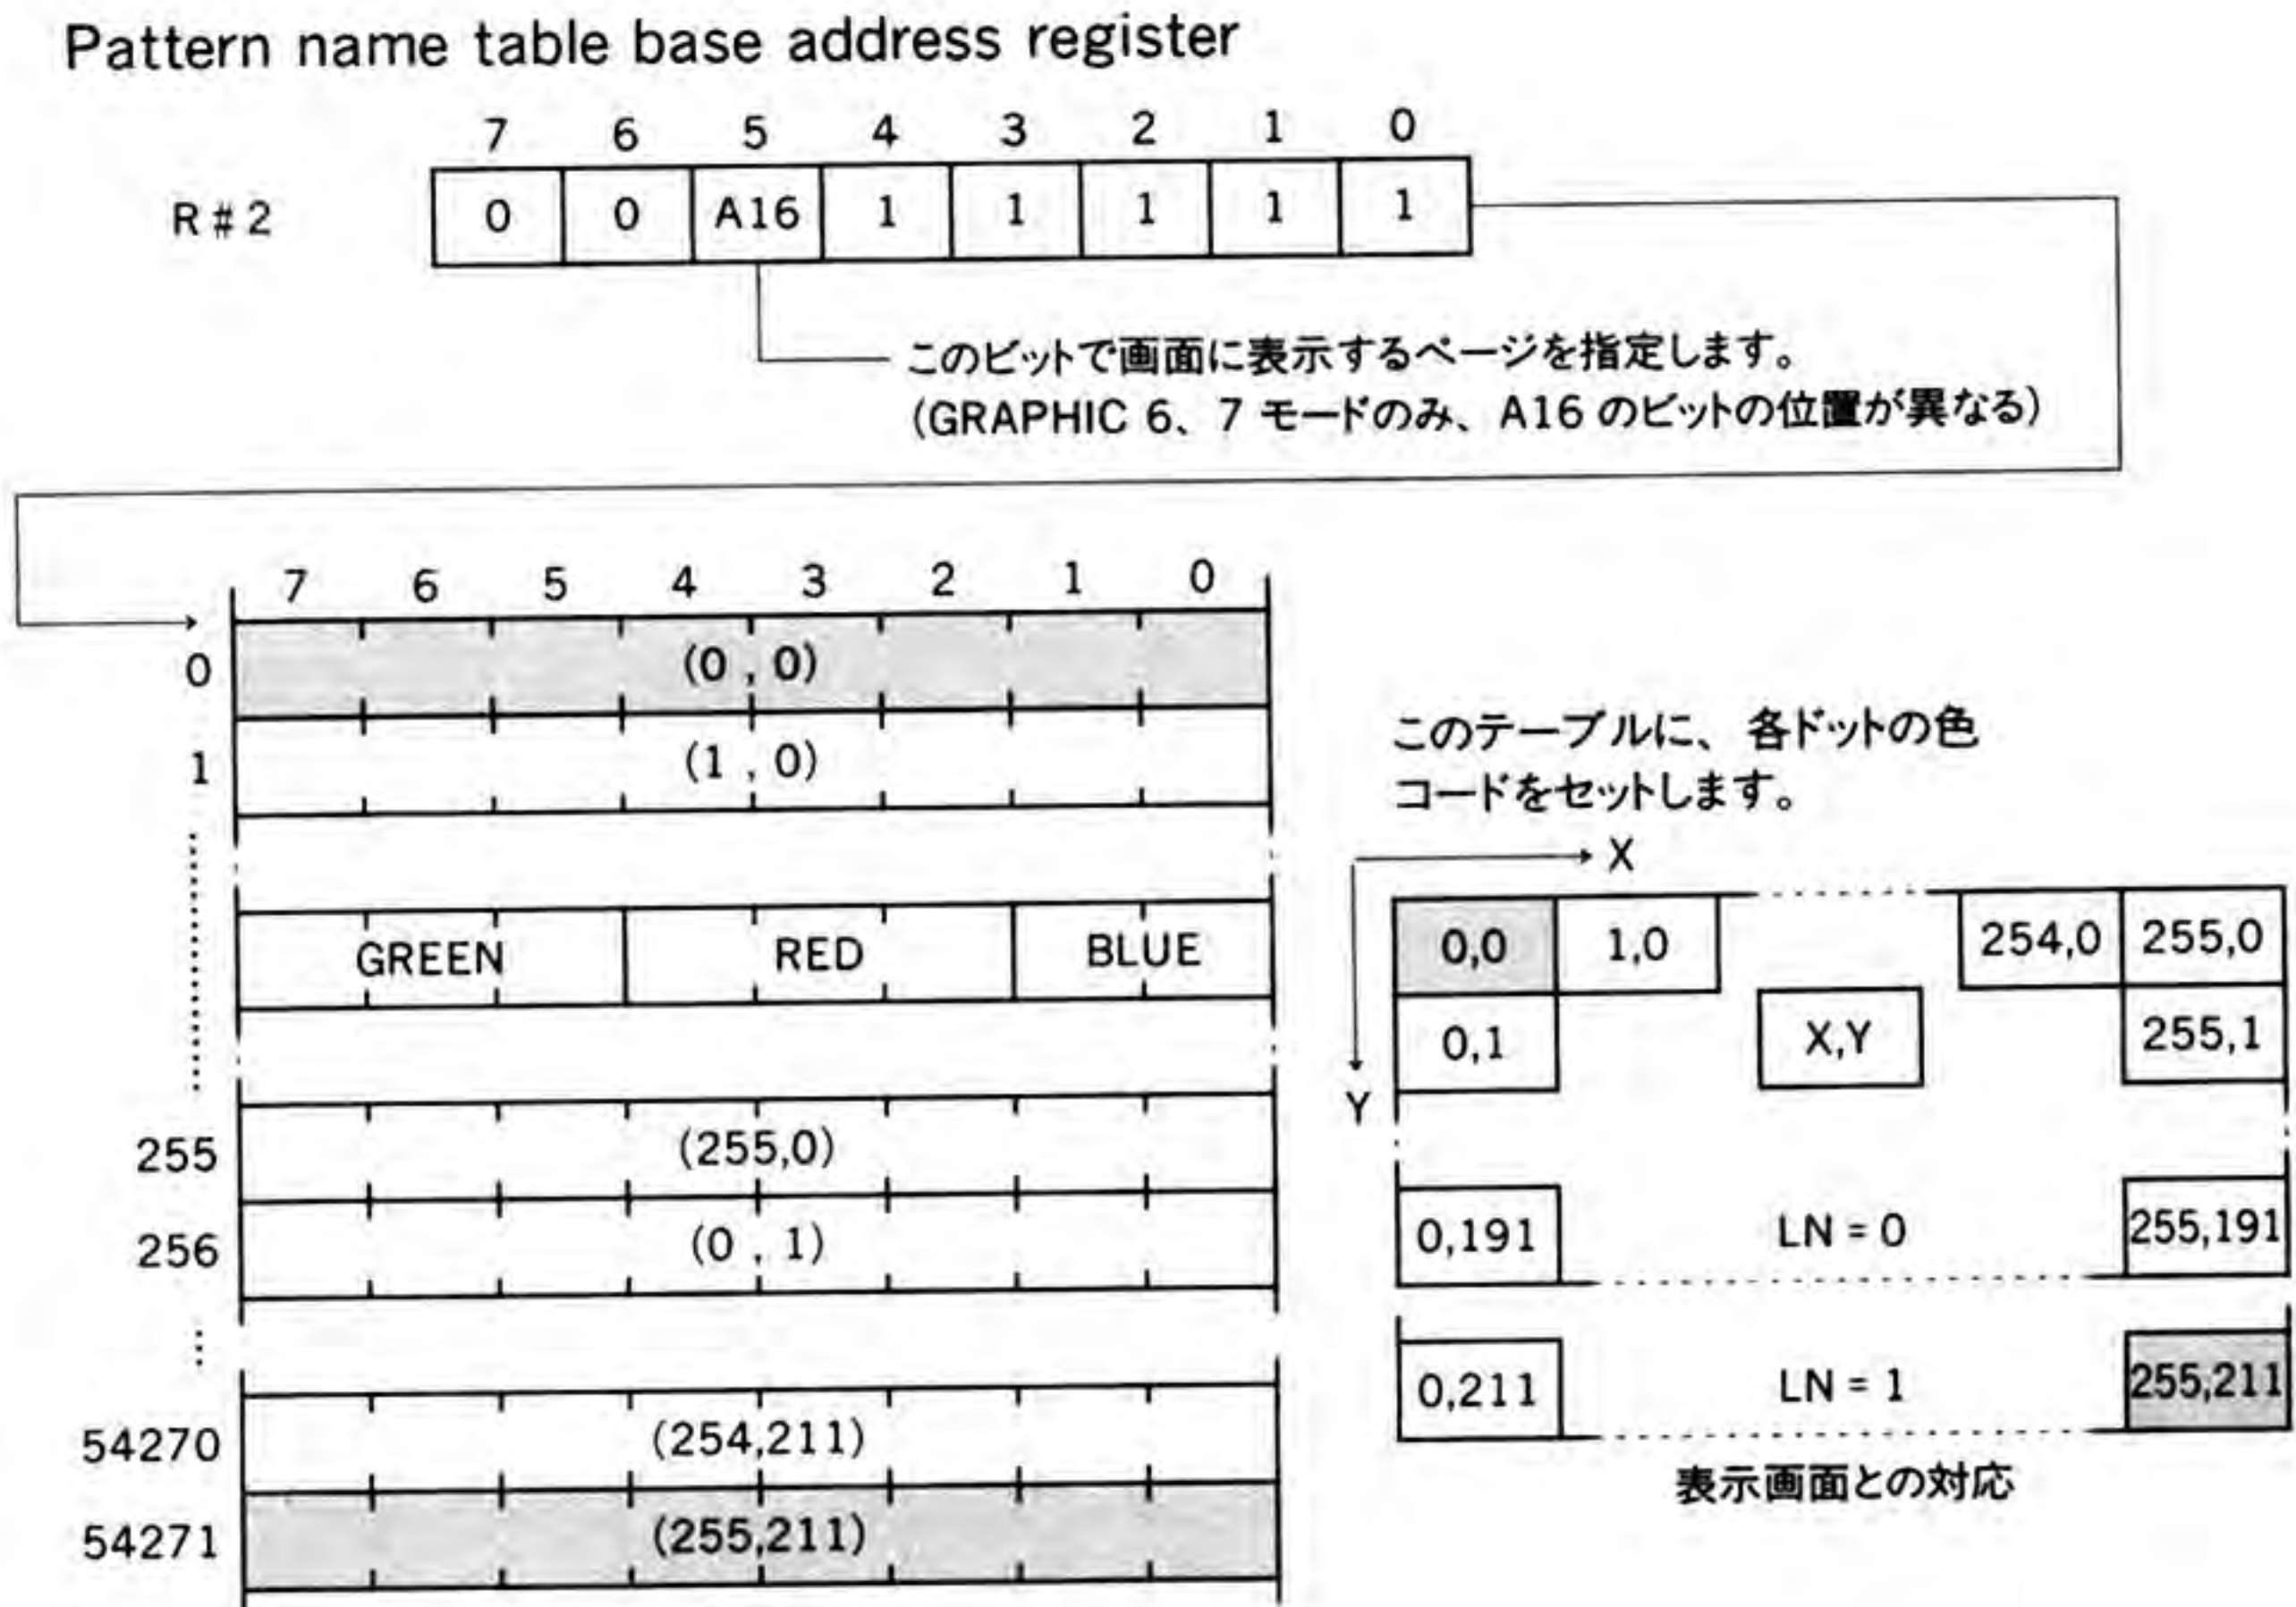 Pattern name table base address register
7 6 5 4 3 2 1 0
R#2 0 0 A16 1 1 1 1 1
このビットで画面に表示するページを指定します。
(GRAPHIC 6、7 モードのみ、A16 のビットの位置が異なる)
7 6 5 4 3 2 1 0
0 (0 , 0)
1 (1 , 0)
GREEN RED BLUE
255 (255,0)
256 (0 , 1)
54270 (254,211)
54271 (255,211)
このテーブルに、各ドットの色
コードをセットします。
X
Y
0,0 1,0 254,0 255,0
0,1 X,Y 255,1
0,191 LN = 0 255,191
0,211 LN = 1 255,211
表示画面との対応